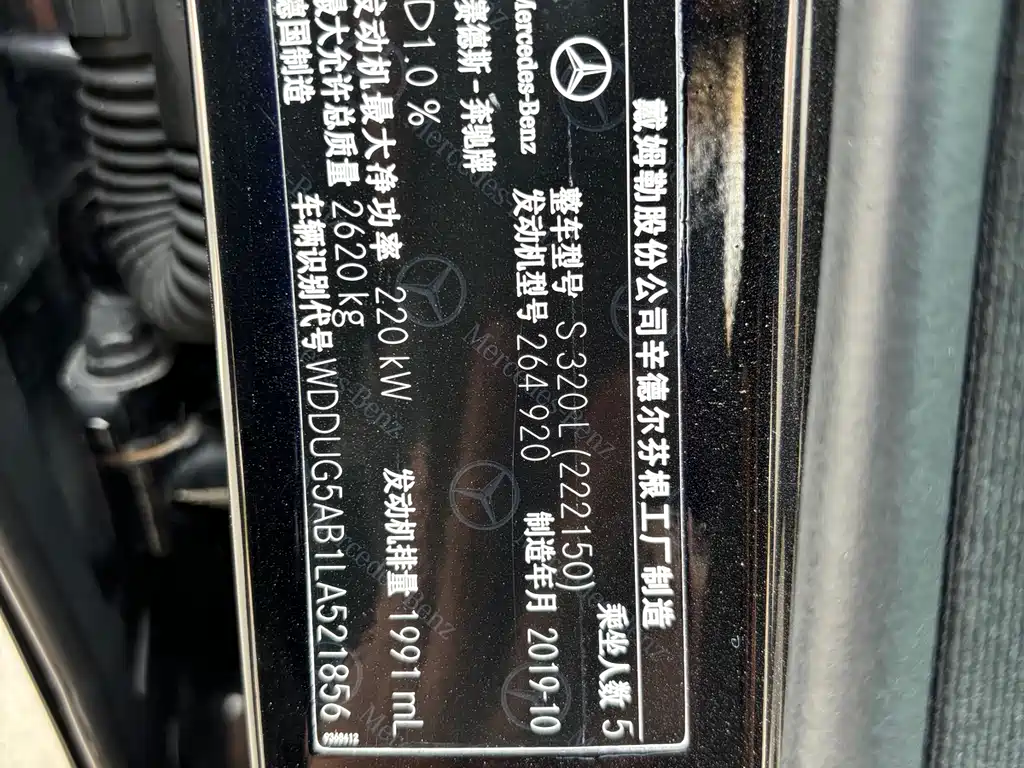 戴姆勒股份公司辛德尔芬根工厂制造
乘坐人数 5
Mercedes-Benz
整车型号 S 320 L (222150)
发动机型号 264 920
制造年月 2019-10
赛德斯-奔驰牌
D1.0 %
发动机最大净功率 220 kW
发动机排量 1991 mL
最大允许总质量 2620 kg
德国制造
车辆识别代号 WDDUG5AB1LA521856